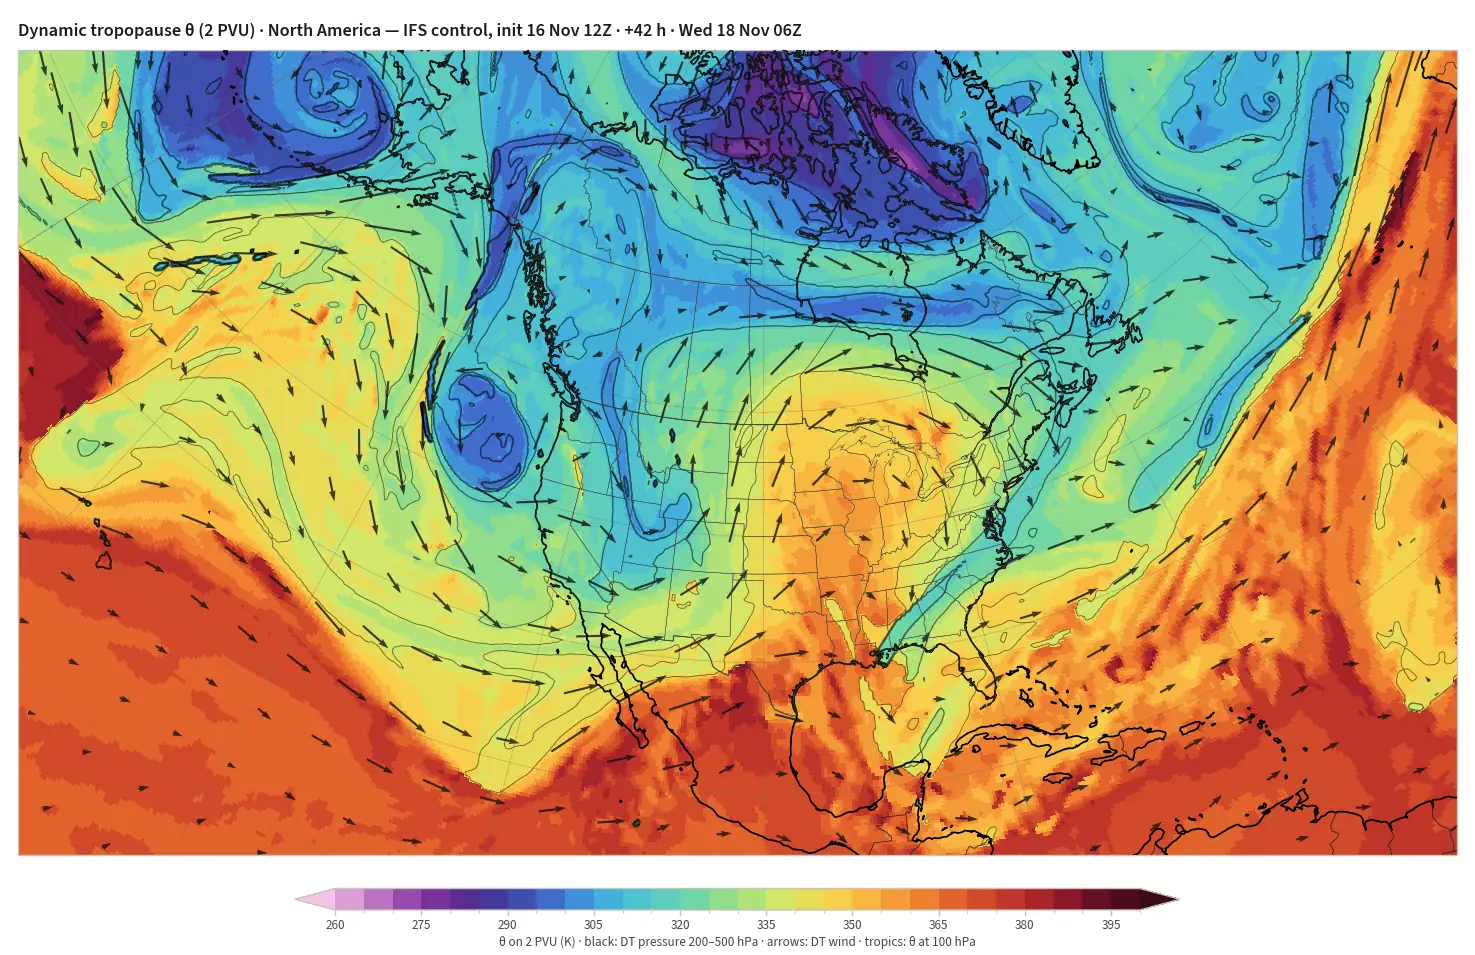 Dynamic tropopause θ (2 PVU) · North America — IFS control, init 16 Nov 12Z · +42 h · Wed 18 Nov 06Z
260 275 290 305 320 335 350 365 380 395
θ on 2 PVU (K) · black: DT pressure 200–500 hPa · arrows: DT wind · tropics: θ at 100 hPa